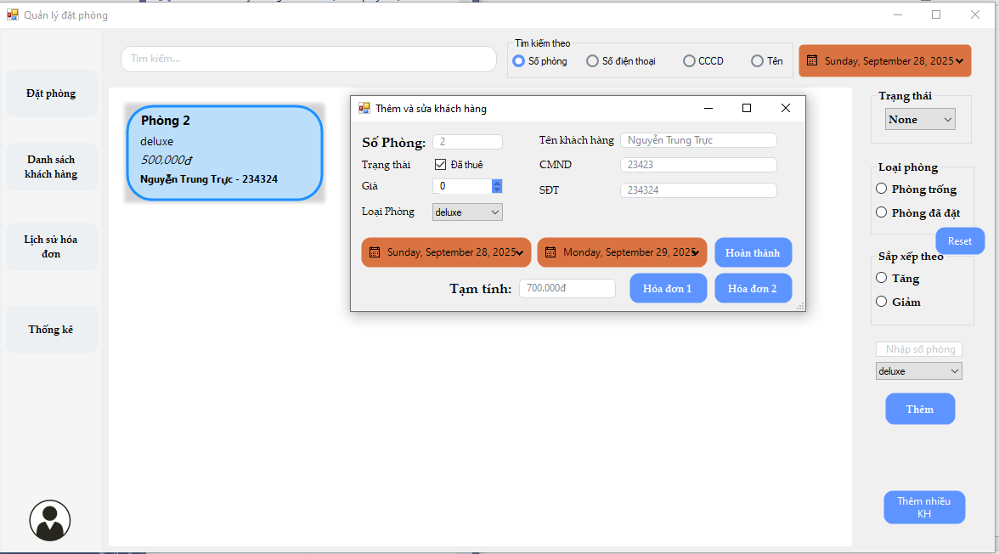 Quản lý đặt phòng
Tìm kiếm...
Tìm kiếm theo
Số phòng
Số điện thoại
CCCD
Tên
Sunday, September 28, 2025
Đặt phòng
Danh sách
khách hàng
Lịch sử hóa
đơn
Thống kê
Phòng 2
deluxe
500,000đ
Nguyễn Trung Trực - 234324
Thêm và sửa khách hàng
Số Phòng:
2
Tên khách hàng
Nguyễn Trung Trực
Trạng thái
Đã thuê
CMND
23423
Giá
0
SĐT
234324
Loại Phòng
deluxe
Sunday, September 28, 2025
Monday, September 29, 2025
Hoàn thành
Tạm tính:
700.000đ
Hóa đơn 1
Hóa đơn 2
Trạng thái
None
Loại phòng
Phòng trống
Phòng đã đặt
Reset
Sắp xếp theo
Tăng
Giảm
Nhập số phòng
deluxe
Thêm
Thêm nhiều
KH